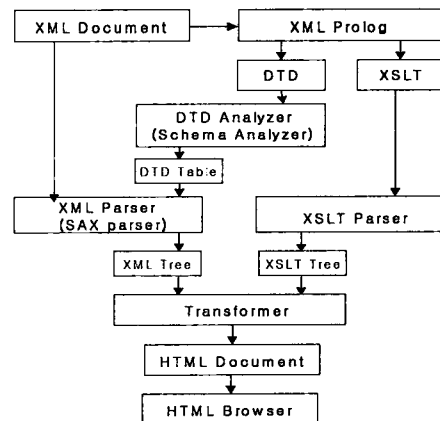 XML Document
XML Prolog
DTD
XSLT
DTD Analyzer
(Schema Analyzer)
DTD Table
XML Parser
(SAX parser)
XSLT Parser
XML Tree
XSLT Tree
Transformer
HTML Document
HTML Browser